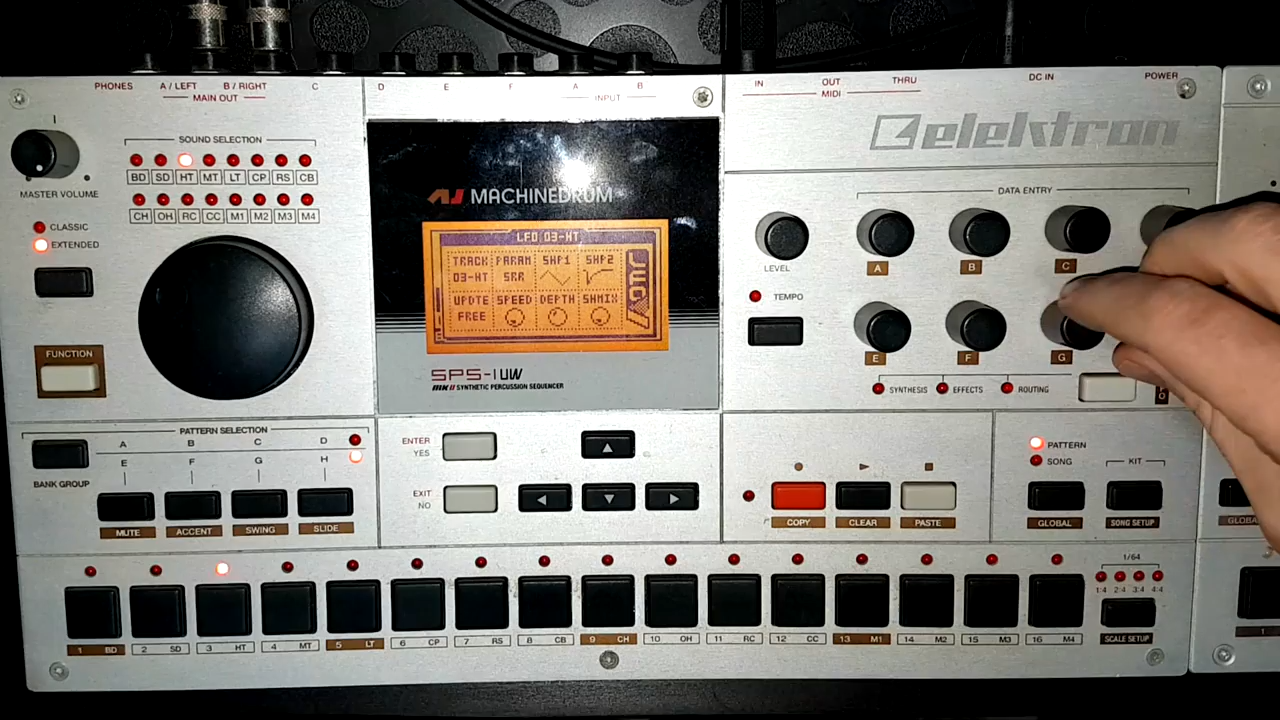 PHONES A / LEFT B / RIGHT C D E F A B IN OUT THRU DC IN POWER
MAIN OUT INPUT MIDI
elektron
SOUND SELECTION
BD SD HT MT LT CP RS CB
CH OH RC CC M1 M2 M3 M4
MASTER VOLUME
CLASSIC
EXTENDED
FUNCTION
MACHINEDRUM
LFO 03-HT
TRACK PARAM SHP1 SHP2
03-HT SRR
UPDTE SPEED DEPTH SHMIX
FREE
LFO
SPS-1UW
MKII SYNTHETIC PERCUSSION SEQUENCER
DATA ENTRY
LEVEL
A B C
TEMPO
E F G
SYNTHESIS EFFECTS ROUTING
PATTERN SELECTION
A B C D
E F G H
BANK GROUP
MUTE ACCENT SWING SLIDE
ENTER
YES
EXIT
NO
COPY CLEAR PASTE
PATTERN
SONG
KIT
GLOBAL SONG SETUP
GLOBA
1/64
1:4 2:4 3:4 4:4
SCALE SETUP
1 BD 2 SD 3 HT 4 MT 5 LT 6 CP 7 RS 8 CB 9 CH 10 OH 11 RC 12 CC 13 M1 14 M2 15 M3 16 M4
1